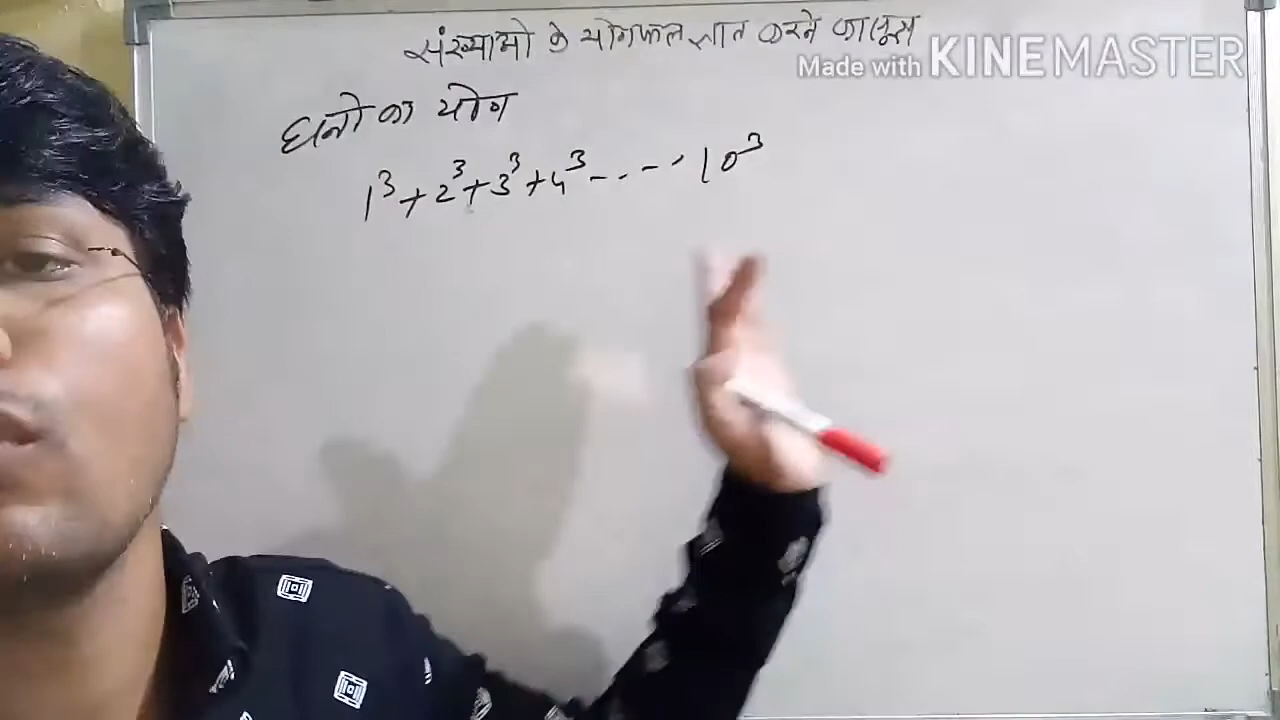 संख्याओ के योगफल ज्ञात करने का
Made with KINEMASTER
घनो का योग
1³+2³+3³+4³-..--' 10³